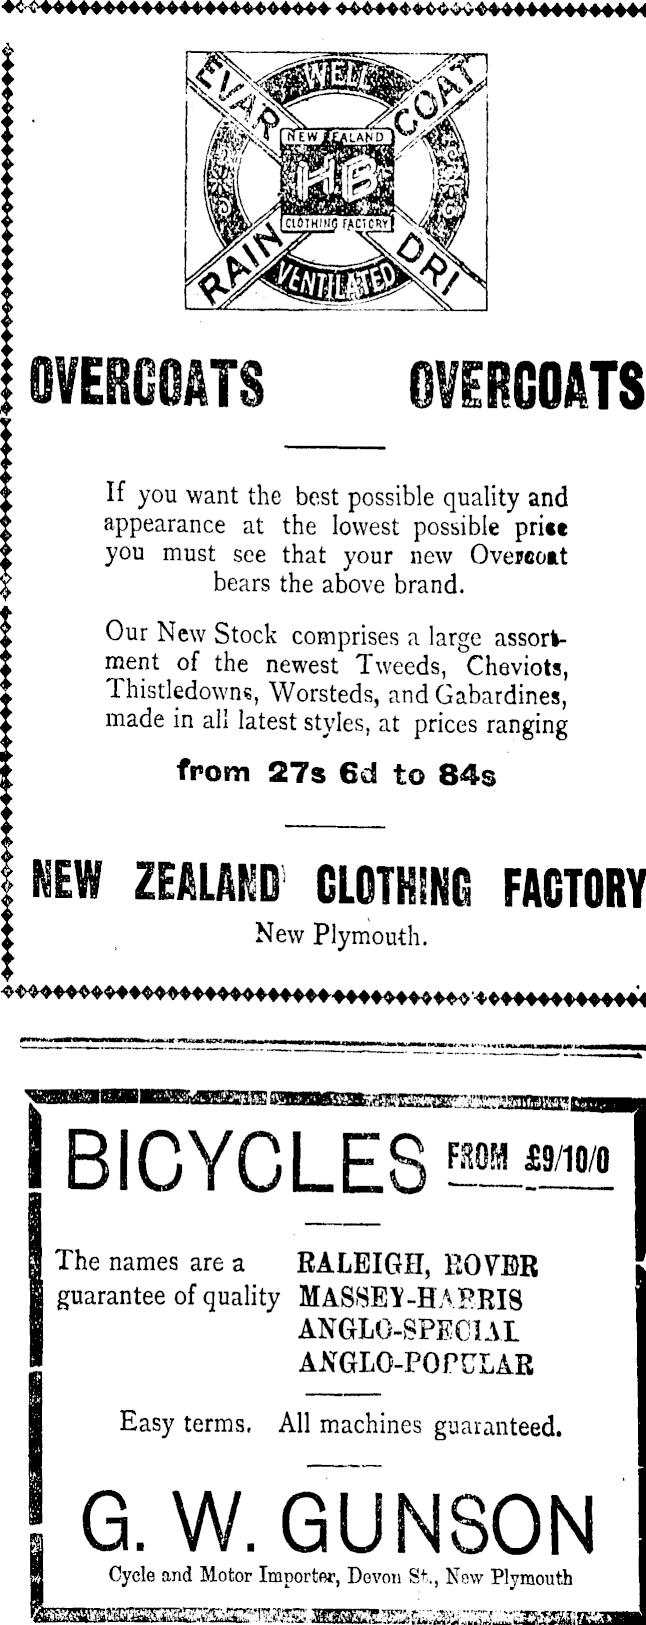 WELL
EVAR COAT
NEW ZEALAND
HB
CLOTHING FACTORY
RAIN DRI
VENTILATED
OVERCOATS OVERCOATS
If you want the best possible quality and
appearance at the lowest possible price
you must see that your new Overcoat
bears the above brand.
Our New Stock comprises a large assort-
ment of the newest Tweeds, Cheviots,
Thistledowns, Worsteds, and Gabardines,
made in all latest styles, at prices ranging
from 27s 6d to 84s
NEW ZEALAND CLOTHING FACTORY
New Plymouth.
BICYCLES FROM £9/10/0
The names are a
guarantee of quality
RALEIGH, ROVER
MASSEY-HARRIS
ANGLO-SPECIAL
ANGLO-POPULAR
Easy terms. All machines guaranteed.
G. W. GUNSON
Cycle and Motor Importer, Devon St., New Plymouth